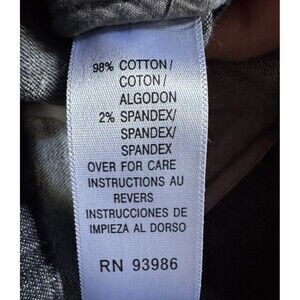 98% COTTON/
COTON/
ALGODON
2% SPANDEX/
SPANDEX/
SPANDEX
OVER FOR CARE
INSTRUCTIONS AU
REVERS
INSTRUCCIONES DE
IMPIEZA AL DORSO
RN 93986